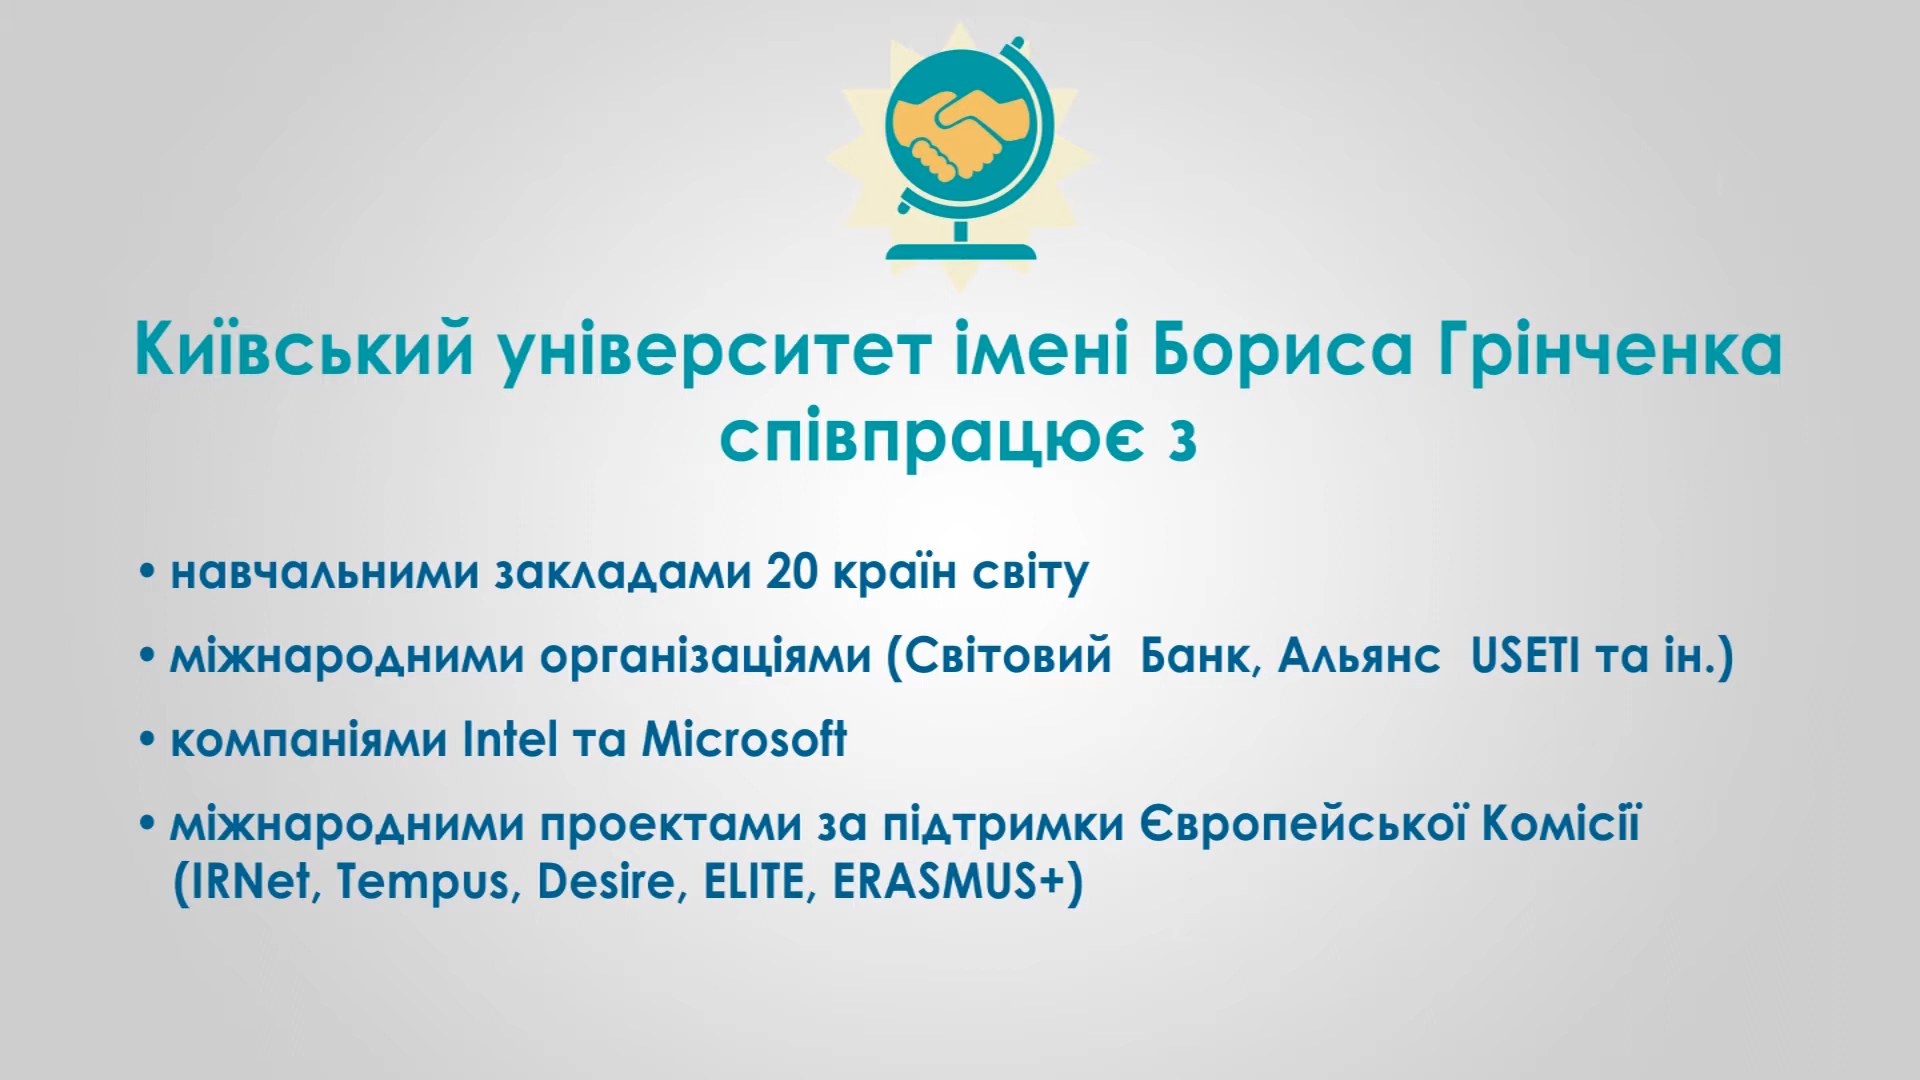 Київський університет імені Бориса Грінченка
співпрацює з
• навчальними закладами 20 країн світу
• міжнародними організаціями (Світовий Банк, Альянс USETI та ін.)
• компаніями Intel та Microsoft
• міжнародними проектами за підтримки Європейської Комісії
(IRNet, Tempus, Desire, ELITE, ERASMUS+)